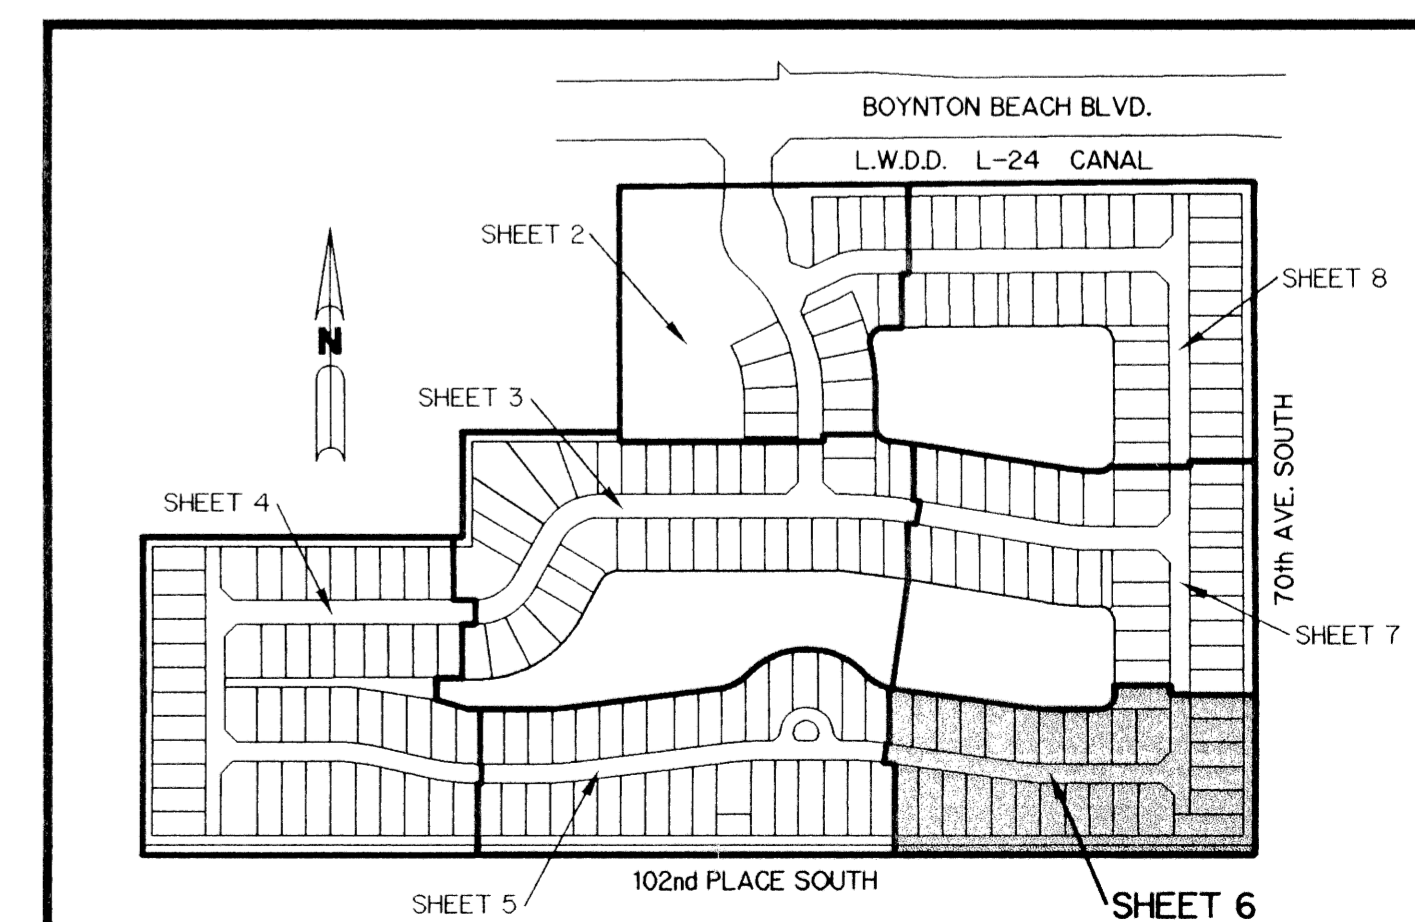 BOYNTON BEACH BLVD.
L.W.D.D. L-24 CANAL
SHEET 2
SHEET 8
N
SHEET 3
70th AVE. SOUTH
SHEET 4
SHEET 7
102nd PLACE SOUTH
SHEET 5
SHEET 6